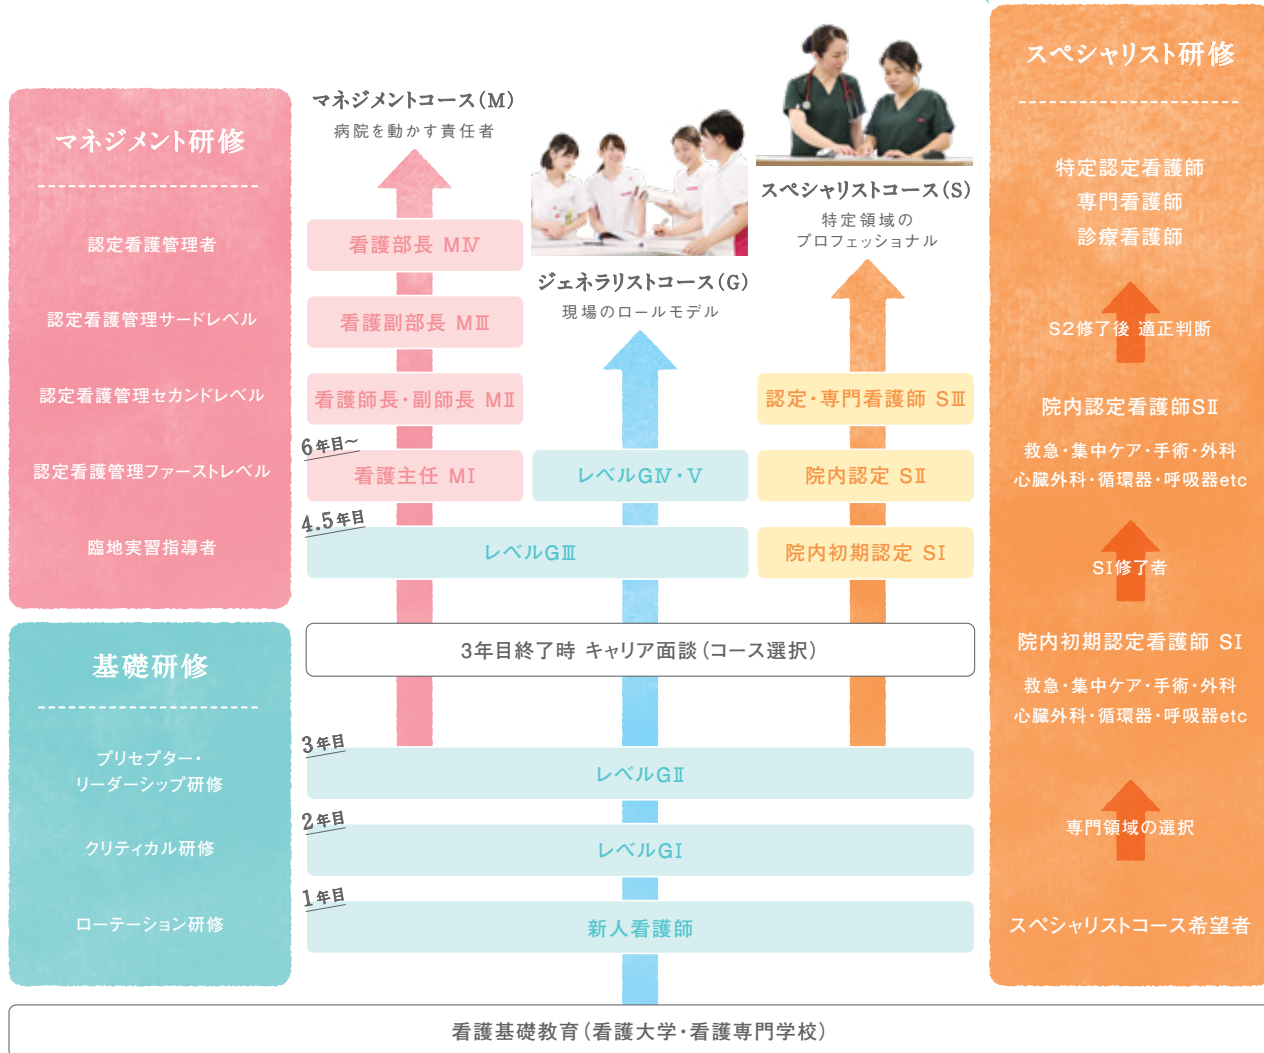 マネジメント研修
認定看護管理者
認定看護管理サードレベル
認定看護管理セカンドレベル
認定看護管理ファーストレベル
臨地実習指導者
基礎研修
プリセプター・
リーダーシップ研修
クリティカル研修
ローテーション研修
マネジメントコース(M)
病院を動かす責任者
看護部長 MⅣ
看護副部長 MⅢ
看護師長・副師長 MⅡ
6年目〜
看護主任 MⅠ
ジェネラリストコース(G)
現場のロールモデル
レベルGⅣ・Ⅴ
スペシャリストコース(S)
特定領域の
プロフェッショナル
認定・専門看護師 SⅢ
院内認定 SⅡ
4.5年目
レベルGⅢ
院内初期認定 SⅠ
3年目終了時 キャリア面談(コース選択)
3年目
レベルGⅡ
2年目
レベルGⅠ
1年目
新人看護師
スペシャリスト研修
特定認定看護師
専門看護師
診療看護師
S2修了後 適正判断
院内認定看護師SⅡ
救急・集中ケア・手術・外科
心臓外科・循環器・呼吸器etc
SⅠ修了者
院内初期認定看護師 SⅠ
救急・集中ケア・手術・外科
心臓外科・循環器・呼吸器etc
専門領域の選択
スペシャリストコース希望者
看護基礎教育(看護大学・看護専門学校)